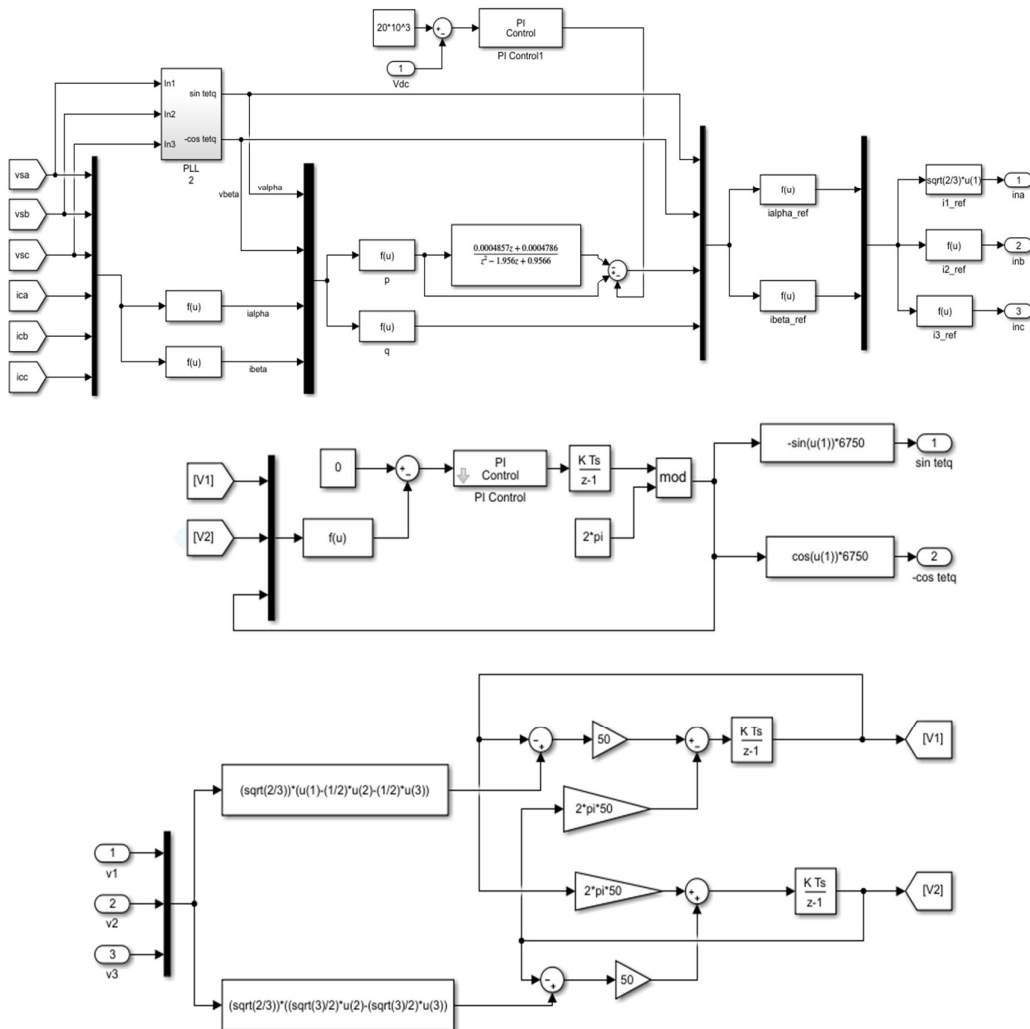 20*10^3
+
−
PI
Control
PI Control1
1
Vdc
In1
In2
In3
sin tetq
-cos tetq
PLL
2
vsa
vsb
vsc
ica
icb
icc
vbeta
valpha
f(u)
ialpha
f(u)
ibeta
f(u)
p
f(u)
q
0.0004857z + 0.0004786
z² − 1.956z + 0.9566
f(u)
ialpha_ref
f(u)
ibeta_ref
sqrt(2/3)*u(1)
i1_ref
f(u)
i2_ref
f(u)
i3_ref
1
ina
2
inb
3
inc
[V1]
[V2]
0
+
−
f(u)
PI
Control
PI Control
K Ts
z-1
2*pi
mod
-sin(u(1))*6750
1
sin tetq
cos(u(1))*6750
2
-cos tetq
1
v1
2
v2
3
v3
(sqrt(2/3))*(u(1)-(1/2)*u(2)-(1/2)*u(3))
(sqrt(2/3))*((sqrt(3)/2)*u(2)-(sqrt(3)/2)*u(3))
−
+
50
+
−
K Ts
z-1
[V1]
2*pi*50
2*pi*50
+
+
K Ts
z-1
[V2]
−
+
50